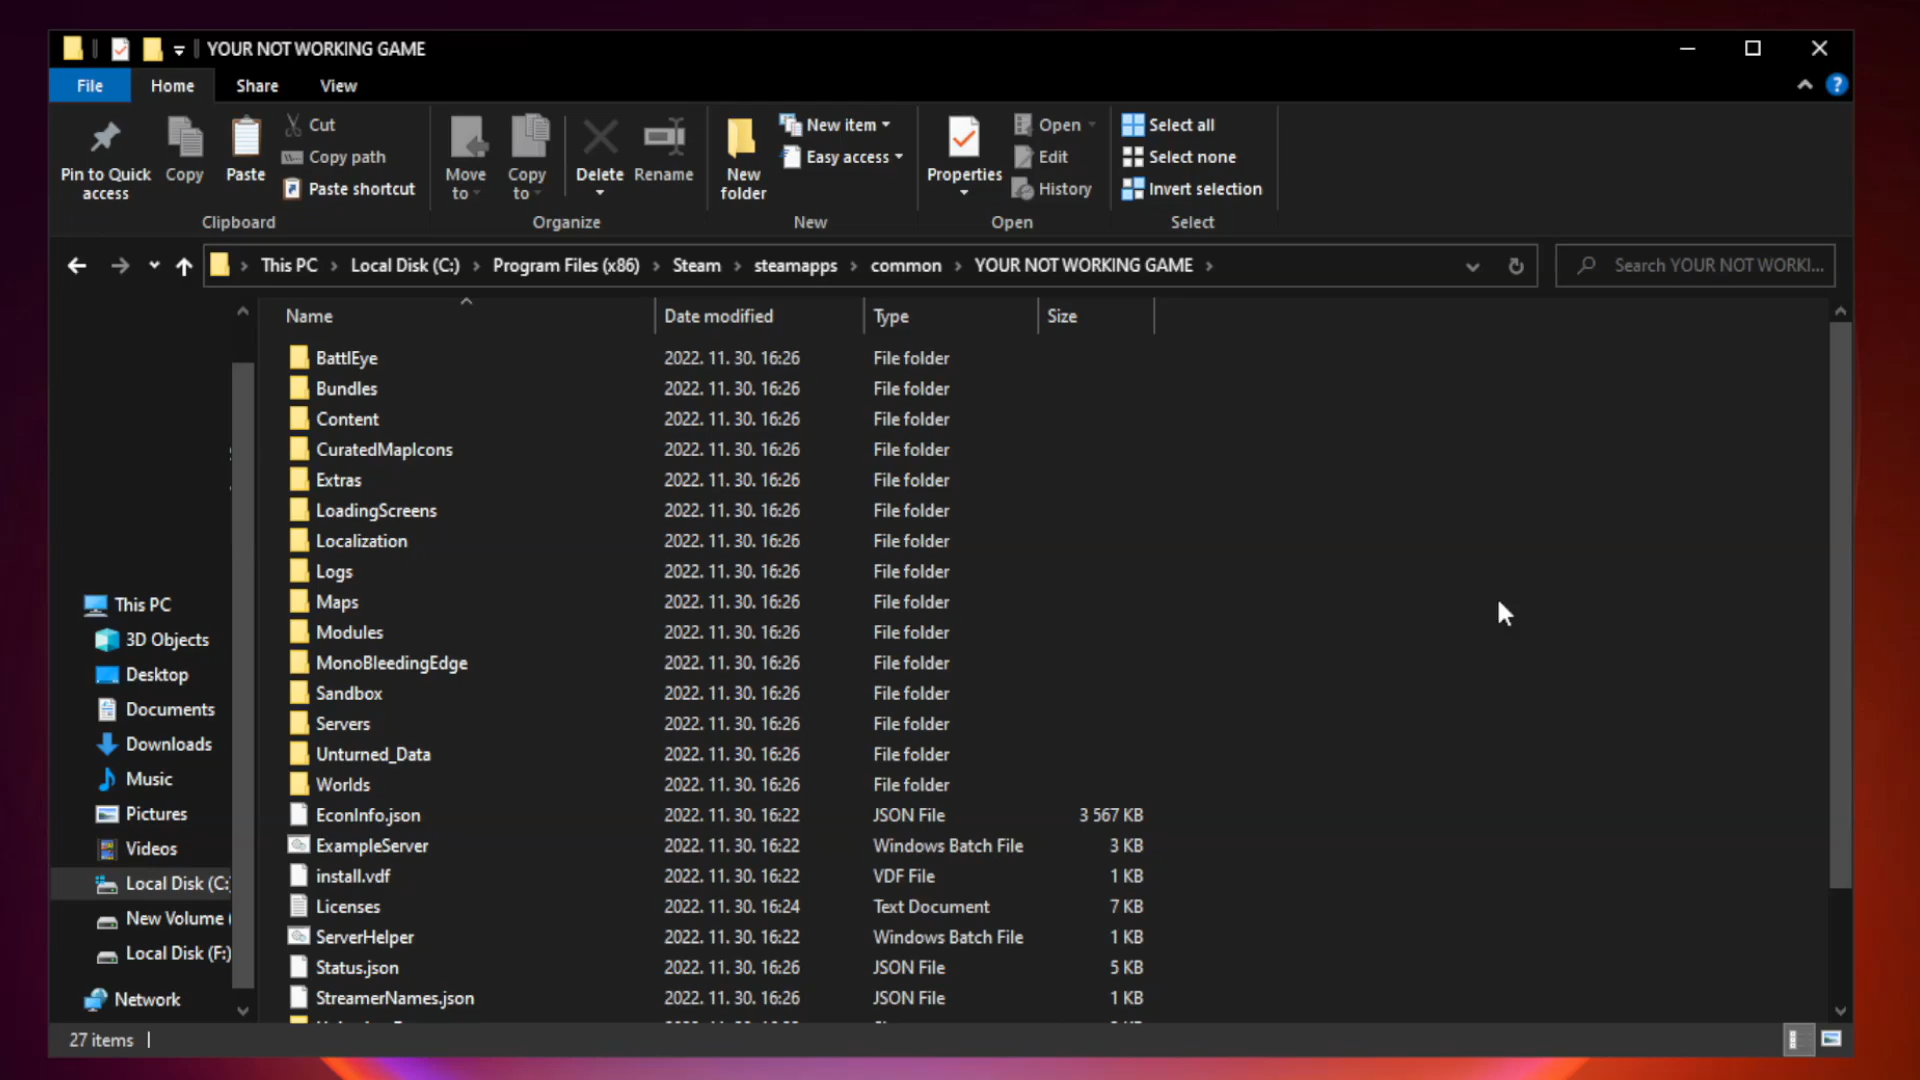 YOUR NOT WORKING GAME
File Home Share View
Pin to Quick access
Copy
Paste
Cut
Copy path
Paste shortcut
Move to
Copy to
Delete
Rename
New folder
New item
Easy access
Properties
Open
Edit
History
Select all
Select none
Invert selection
Clipboard Organize New Open Select
This PC Local Disk (C:) Program Files (x86) Steam steamapps common YOUR NOT WORKING GAME
Search YOUR NOT WORKI...
This PC
3D Objects
Desktop
Documents
Downloads
Music
Pictures
Videos
Local Disk (C:
New Volume (
Local Disk (F:)
Network
Name Date modified Type Size
BattlEye 2022. 11. 30. 16:26 File folder
Bundles 2022. 11. 30. 16:26 File folder
Content 2022. 11. 30. 16:26 File folder
CuratedMapIcons 2022. 11. 30. 16:26 File folder
Extras 2022. 11. 30. 16:26 File folder
LoadingScreens 2022. 11. 30. 16:26 File folder
Localization 2022. 11. 30. 16:26 File folder
Logs 2022. 11. 30. 16:26 File folder
Maps 2022. 11. 30. 16:26 File folder
Modules 2022. 11. 30. 16:26 File folder
MonoBleedingEdge 2022. 11. 30. 16:26 File folder
Sandbox 2022. 11. 30. 16:26 File folder
Servers 2022. 11. 30. 16:26 File folder
Unturned_Data 2022. 11. 30. 16:26 File folder
Worlds 2022. 11. 30. 16:26 File folder
EconInfo.json 2022. 11. 30. 16:22 JSON File 3 567 KB
ExampleServer 2022. 11. 30. 16:22 Windows Batch File 3 KB
install.vdf 2022. 11. 30. 16:22 VDF File 1 KB
Licenses 2022. 11. 30. 16:24 Text Document 7 KB
ServerHelper 2022. 11. 30. 16:22 Windows Batch File 1 KB
Status.json 2022. 11. 30. 16:26 JSON File 5 KB
StreamerNames.json 2022. 11. 30. 16:26 JSON File 1 KB
27 items